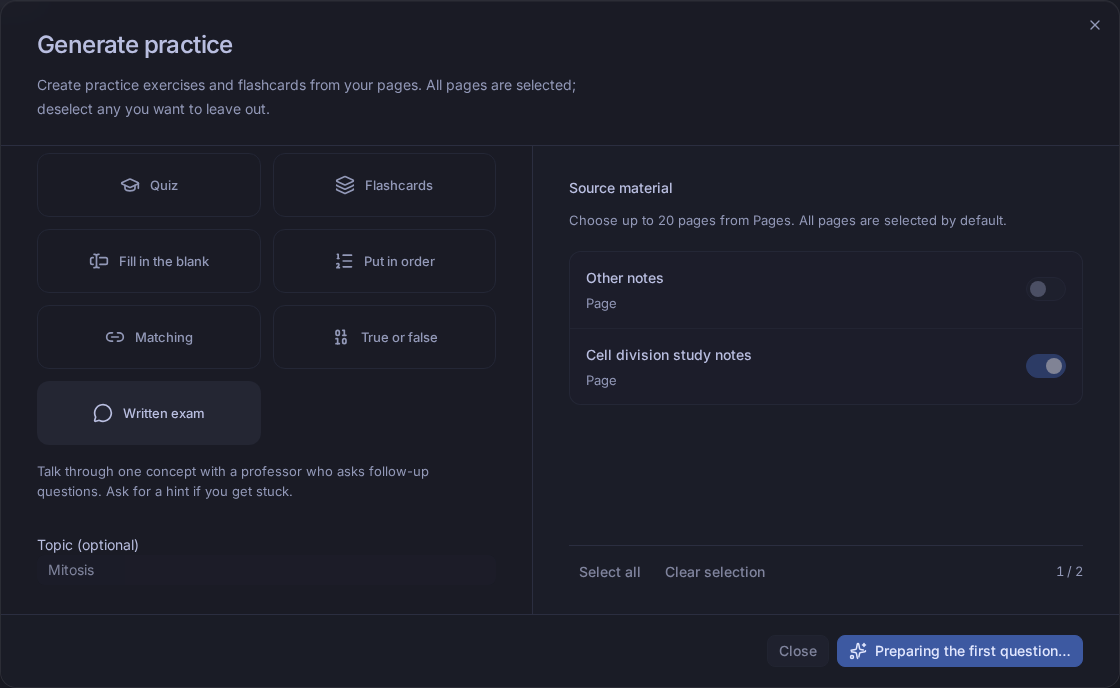 Generate practice
Create practice exercises and flashcards from your pages. All pages are selected;
deselect any you want to leave out.
Quiz
Flashcards
Fill in the blank
Put in order
Matching
True or false
Written exam
Talk through one concept with a professor who asks follow-up
questions. Ask for a hint if you get stuck.
Topic (optional)
Mitosis
Source material
Choose up to 20 pages from Pages. All pages are selected by default.
Other notes
Page
Cell division study notes
Page
Select all
Clear selection
1 / 2
Close
Preparing the first question...